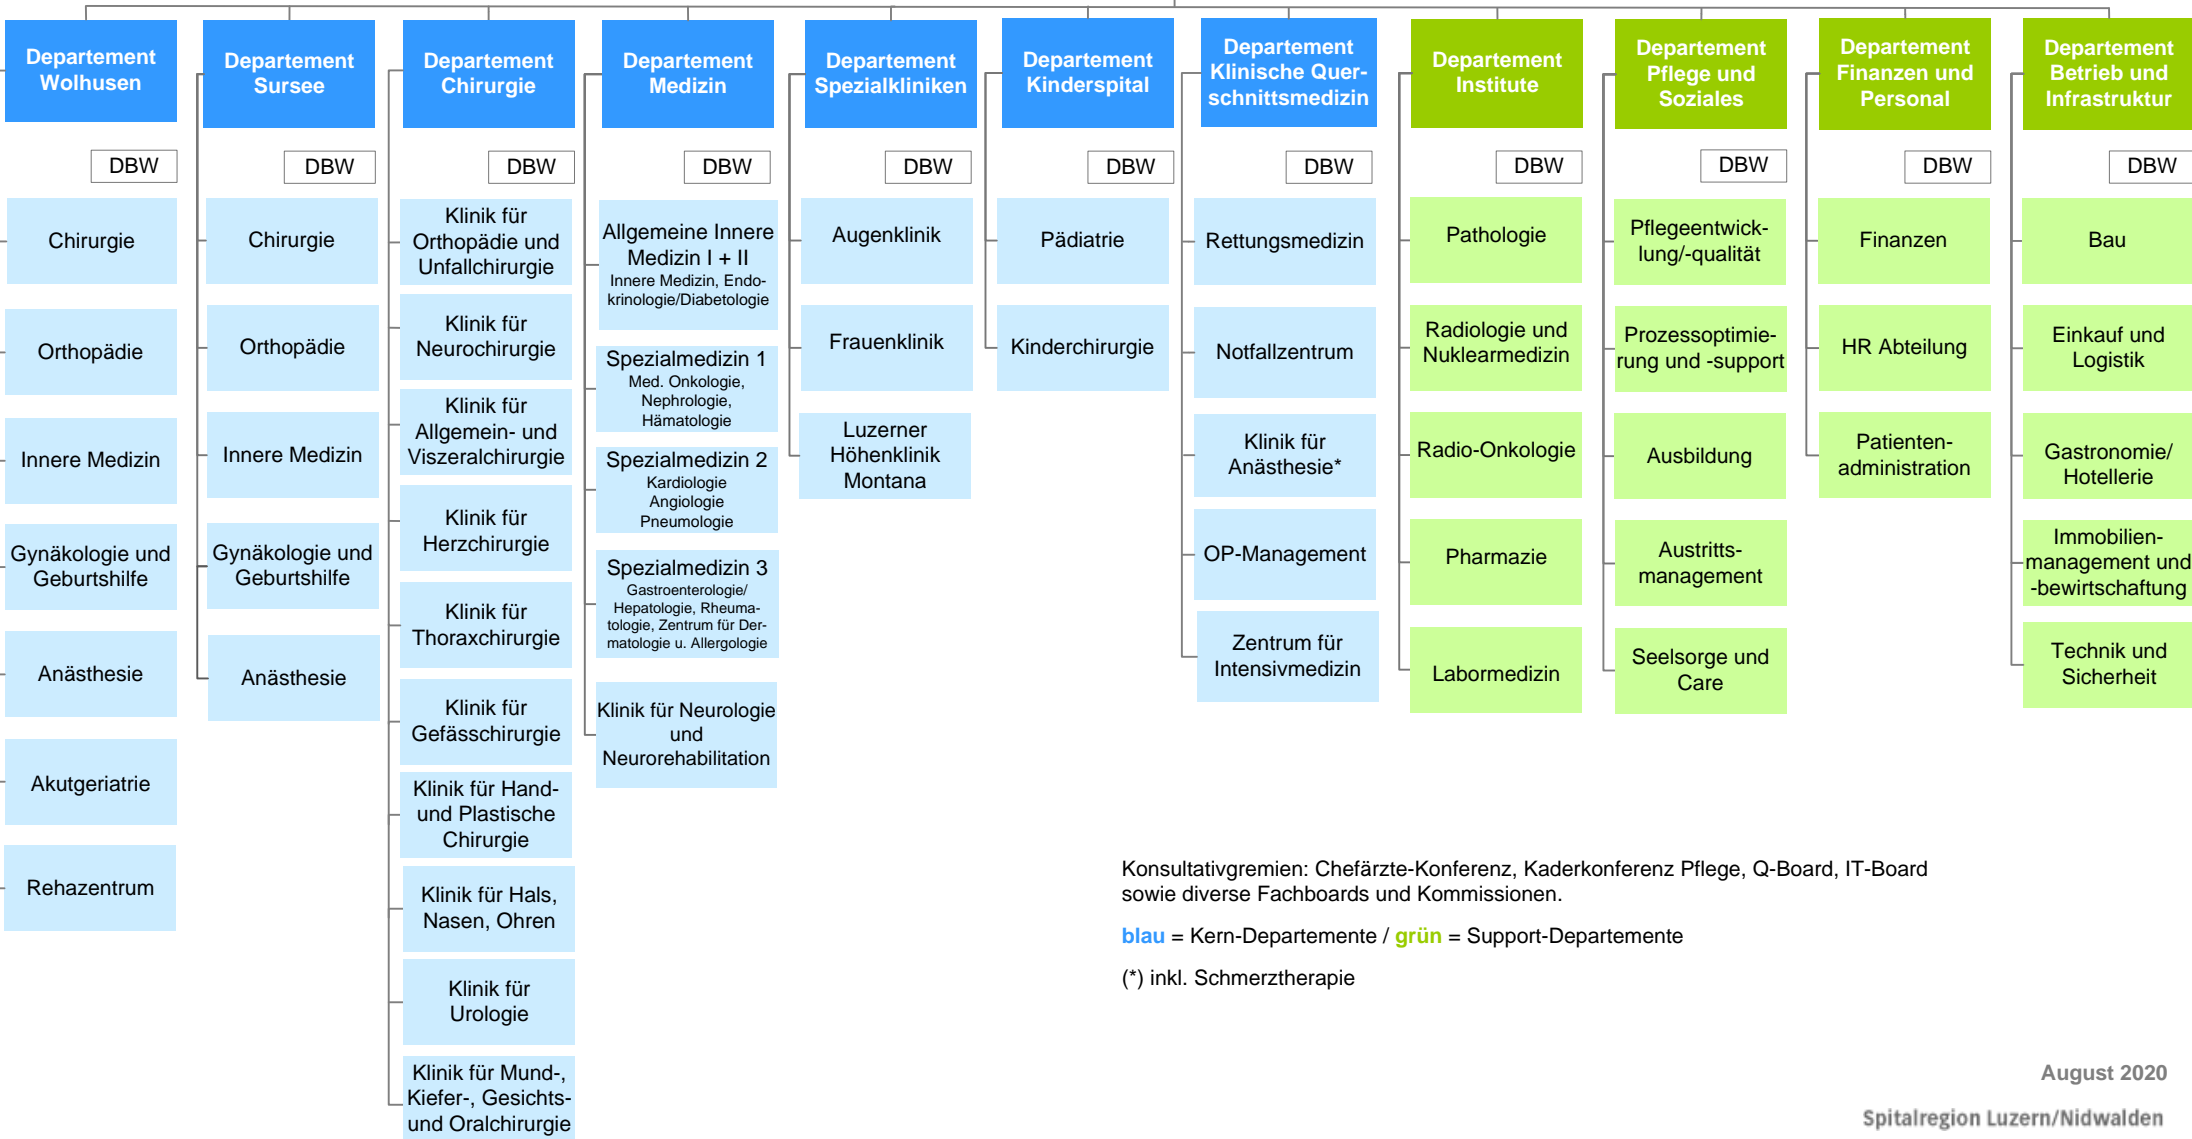 Departement
Wolhusen
DBW
Chirurgie
Orthopädie
Innere Medizin
Gynäkologie und
Geburtshilfe
Anästhesie
Akutgeriatrie
Rehazentrum
Departement
Sursee
DBW
Chirurgie
Orthopädie
Innere Medizin
Gynäkologie und
Geburtshilfe
Anästhesie
Departement
Chirurgie
DBW
Klinik für
Orthopädie und
Unfallchirurgie
Klinik für
Neurochirurgie
Klinik für
Allgemein- und
Viszeralchirurgie
Klinik für
Herzchirurgie
Klinik für
Thoraxchirurgie
Klinik für
Gefässchirurgie
Klinik für Hand-
und Plastische
Chirurgie
Klinik für Hals,
Nasen, Ohren
Klinik für
Urologie
Klinik für Mund-,
Kiefer-, Gesichts-
und Oralchirurgie
Departement
Medizin
DBW
Allgemeine Innere
Medizin I + II
Innere Medizin, Endo-
krinologie/Diabetologie
Spezialmedizin 1
Med. Onkologie,
Nephrologie,
Hämatologie
Spezialmedizin 2
Kardiologie
Angiologie
Pneumologie
Spezialmedizin 3
Gastroenterologie/
Hepatologie, Rheuma-
tologie, Zentrum für Der-
matologie u. Allergologie
Klinik für Neurologie
und
Neurorehabilitation
Departement
Spezialkliniken
DBW
Augenklinik
Frauenklinik
Luzerner
Höhenklinik
Montana
Departement
Kinderspital
DBW
Pädiatrie
Kinderchirurgie
Departement
Klinische Quer-
schnittsmedizin
DBW
Rettungsmedizin
Notfallzentrum
Klinik für
Anästhesie*
OP-Management
Zentrum für
Intensivmedizin
Departement
Institute
DBW
Pathologie
Radiologie und
Nuklearmedizin
Radio-Onkologie
Pharmazie
Labormedizin
Departement
Pflege und
Soziales
DBW
Pflegeentwick-
lung/-qualität
Prozessoptimie-
rung und -support
Ausbildung
Austritts-
management
Seelsorge und
Care
Departement
Finanzen und
Personal
DBW
Finanzen
HR Abteilung
Patienten-
administration
Departement
Betrieb und
Infrastruktur
DBW
Bau
Einkauf und
Logistik
Gastronomie/
Hotellerie
Immobilien-
management und
-bewirtschaftung
Technik und
Sicherheit
Konsultativgremien: Chefärzte-Konferenz, Kaderkonferenz Pflege, Q-Board, IT-Board
sowie diverse Fachboards und Kommissionen.
blau = Kern-Departemente / grün = Support-Departemente
(*) inkl. Schmerztherapie
August 2020
Spitalregion Luzern/Nidwalden